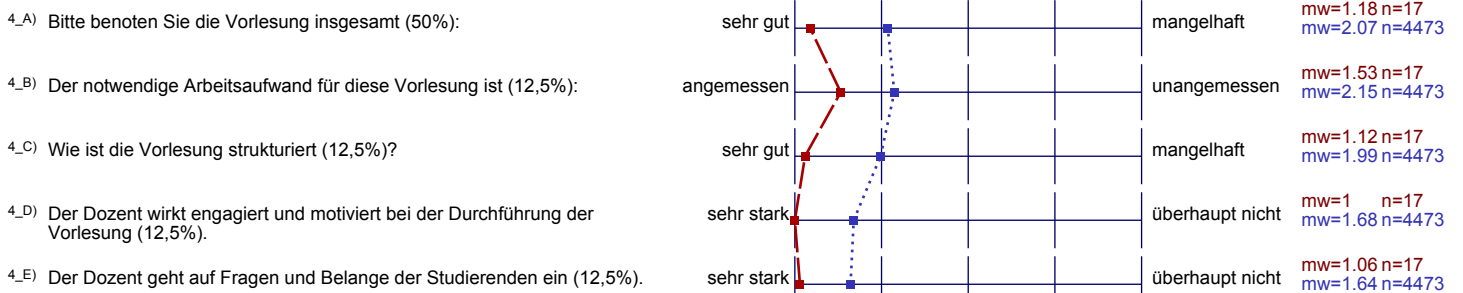 4_A) Bitte benoten Sie die Vorlesung insgesamt (50%): sehr gut mangelhaft mw=1.18 n=17
mw=2.07 n=4473
4_B) Der notwendige Arbeitsaufwand für diese Vorlesung ist (12,5%): angemessen unangemessen mw=1.53 n=17
mw=2.15 n=4473
4_C) Wie ist die Vorlesung strukturiert (12,5%)? sehr gut mangelhaft mw=1.12 n=17
mw=1.99 n=4473
4_D) Der Dozent wirkt engagiert und motiviert bei der Durchführung der sehr stark überhaupt nicht mw=1 n=17
Vorlesung (12,5%). mw=1.68 n=4473
4_E) Der Dozent geht auf Fragen und Belange der Studierenden ein (12,5%). sehr stark überhaupt nicht mw=1.06 n=17
mw=1.64 n=4473